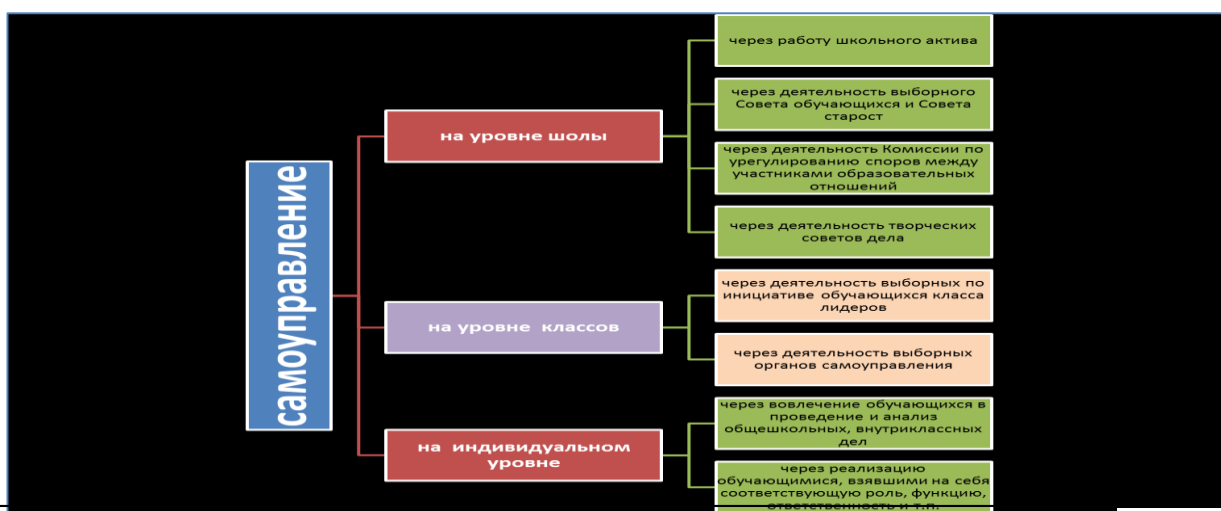 самоуправление
на уровне шолы
через работу школьного актива
через деятельность выборного
Совета обучающихся и Совета
старост
через деятельность Комиссии по
урегулированию споров между
участниками образовательных
отношений
через деятельность творческих
советов дела
на уровне классов
через деятельность выборных по
инициативе обучающихся класса
лидеров
через деятельность выборных
органов самоуправления
на индивидуальном
уровне
через вовлечение обучающихся в
проведение и анализ
общешкольных, внутриклассных
дел
через реализацию
обучающимися, взявшими на себя
соответствующую роль, функцию,
ответственность и т.п.